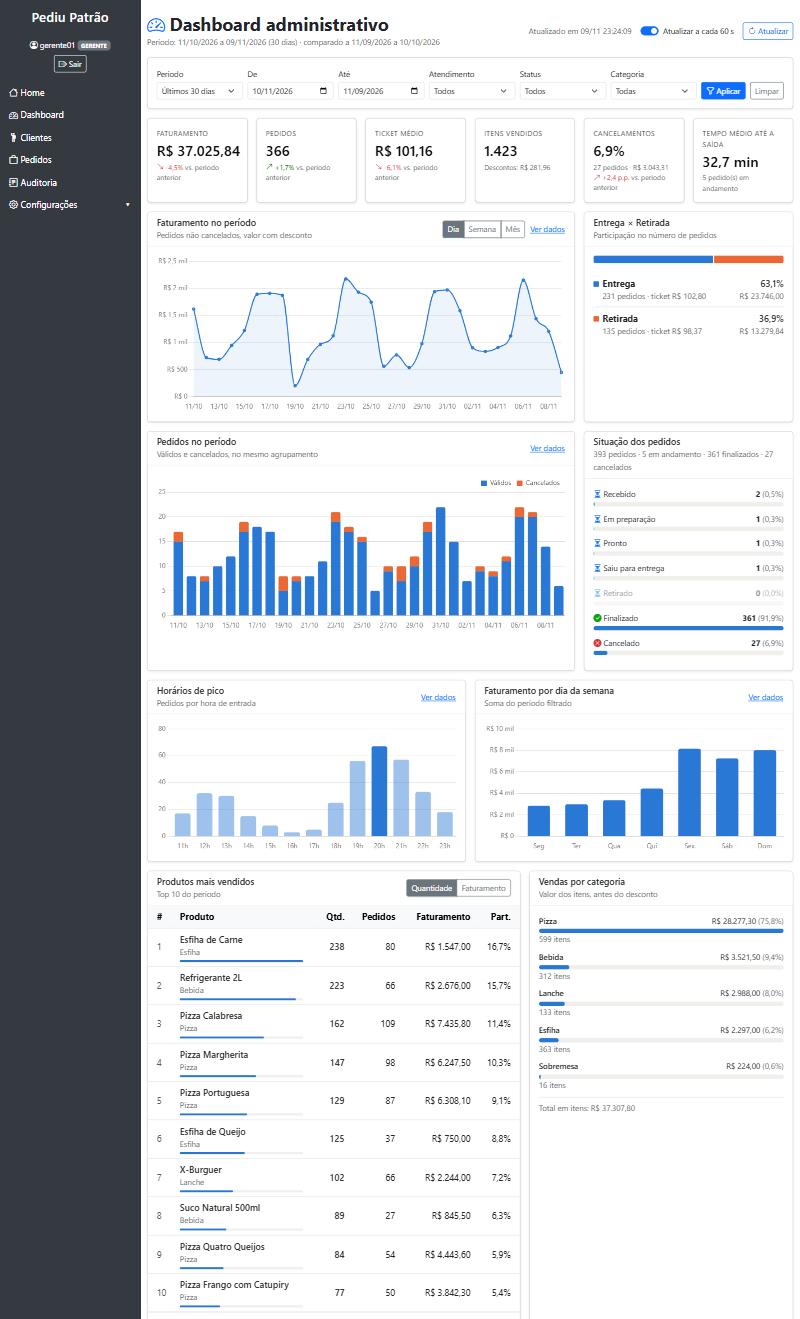 Pediu Patrão
gerente01 GERENTE
Sair
Home
Dashboard
Clientes
Pedidos
Auditoria
Configurações
Dashboard administrativo
Período: 11/10/2026 a 09/11/2026 (30 dias) · comparado a 11/09/2026 a 10/10/2026
Atualizado em 09/11 23:24:09
Atualizar a cada 60 s
Atualizar
Período De Até Atendimento Status Categoria
Últimos 30 dias 10/11/2026 11/09/2026 Todos Todos Todas Aplicar Limpar
FATURAMENTO
R$ 37.025,84
-4,5% vs. período
anterior
PEDIDOS
366
+1,7% vs. período
anterior
TICKET MÉDIO
R$ 101,16
-6,1% vs. período
anterior
ITENS VENDIDOS
1.423
Descontos: R$ 281,96
CANCELAMENTOS
6,9%
27 pedidos · R$ 3.043,31
+2,4 p.p. vs. período
anterior
TEMPO MÉDIO ATÉ A
SAÍDA
32,7 min
5 pedido(s) em
andamento
Faturamento no período
Pedidos não cancelados, valor com desconto
Dia Semana Mês Ver dados
R$ 2,5 mil
R$ 2 mil
R$ 1,5 mil
R$ 1 mil
R$ 500
R$ 0
11/10 13/10 15/10 17/10 19/10 21/10 23/10 25/10 27/10 29/10 31/10 02/11 04/11 06/11 08/11
Entrega × Retirada
Participação no número de pedidos
Entrega 63,1%
231 pedidos · ticket R$ 102,80 R$ 23.746,00
Retirada 36,9%
135 pedidos · ticket R$ 98,37 R$ 13.279,84
Pedidos no período
Válidos e cancelados, no mesmo agrupamento
Ver dados
Válidos Cancelados
25
20
15
10
5
0
11/10 13/10 15/10 17/10 19/10 21/10 23/10 25/10 27/10 29/10 31/10 02/11 04/11 06/11 08/11
Situação dos pedidos
393 pedidos · 5 em andamento · 361 finalizados · 27
cancelados
Recebido 2 (0,5%)
Em preparação 1 (0,3%)
Pronto 1 (0,3%)
Saiu para entrega 1 (0,3%)
Retirado 0 (0,0%)
Finalizado 361 (91,9%)
Cancelado 27 (6,9%)
Horários de pico
Pedidos por hora de entrada
Ver dados
80
60
40
20
0
11h 12h 13h 14h 15h 16h 17h 18h 19h 20h 21h 22h 23h
Faturamento por dia da semana
Soma do período filtrado
Ver dados
R$ 10 mil
R$ 8 mil
R$ 6 mil
R$ 4 mil
R$ 2 mil
R$ 0
Seg Ter Qua Qui Sex Sáb Dom
Produtos mais vendidos
Top 10 do período
Quantidade Faturamento
# Produto Qtd. Pedidos Faturamento Part.
1 Esfiha de Carne 238 80 R$ 1.547,00 16,7%
Esfiha
2 Refrigerante 2L 223 66 R$ 2.676,00 15,7%
Bebida
3 Pizza Calabresa 162 109 R$ 7.435,80 11,4%
Pizza
4 Pizza Margherita 147 98 R$ 6.247,50 10,3%
Pizza
5 Pizza Portuguesa 129 87 R$ 6.308,10 9,1%
Pizza
6 Esfiha de Queijo 125 37 R$ 750,00 8,8%
Esfiha
7 X-Burguer 102 66 R$ 2.244,00 7,2%
Lanche
8 Suco Natural 500ml 89 27 R$ 845,50 6,3%
Bebida
9 Pizza Quatro Queijos 84 54 R$ 4.443,60 5,9%
Pizza
10 Pizza Frango com Catupiry 77 50 R$ 3.842,30 5,4%
Pizza
Vendas por categoria
Valor dos itens, antes do desconto
Pizza R$ 28.277,30 (75,8%)
599 itens
Bebida R$ 3.521,50 (9,4%)
312 itens
Lanche R$ 2.988,00 (8,0%)
133 itens
Esfiha R$ 2.297,00 (6,2%)
363 itens
Sobremesa R$ 224,00 (0,6%)
16 itens
Total em itens: R$ 37.307,80